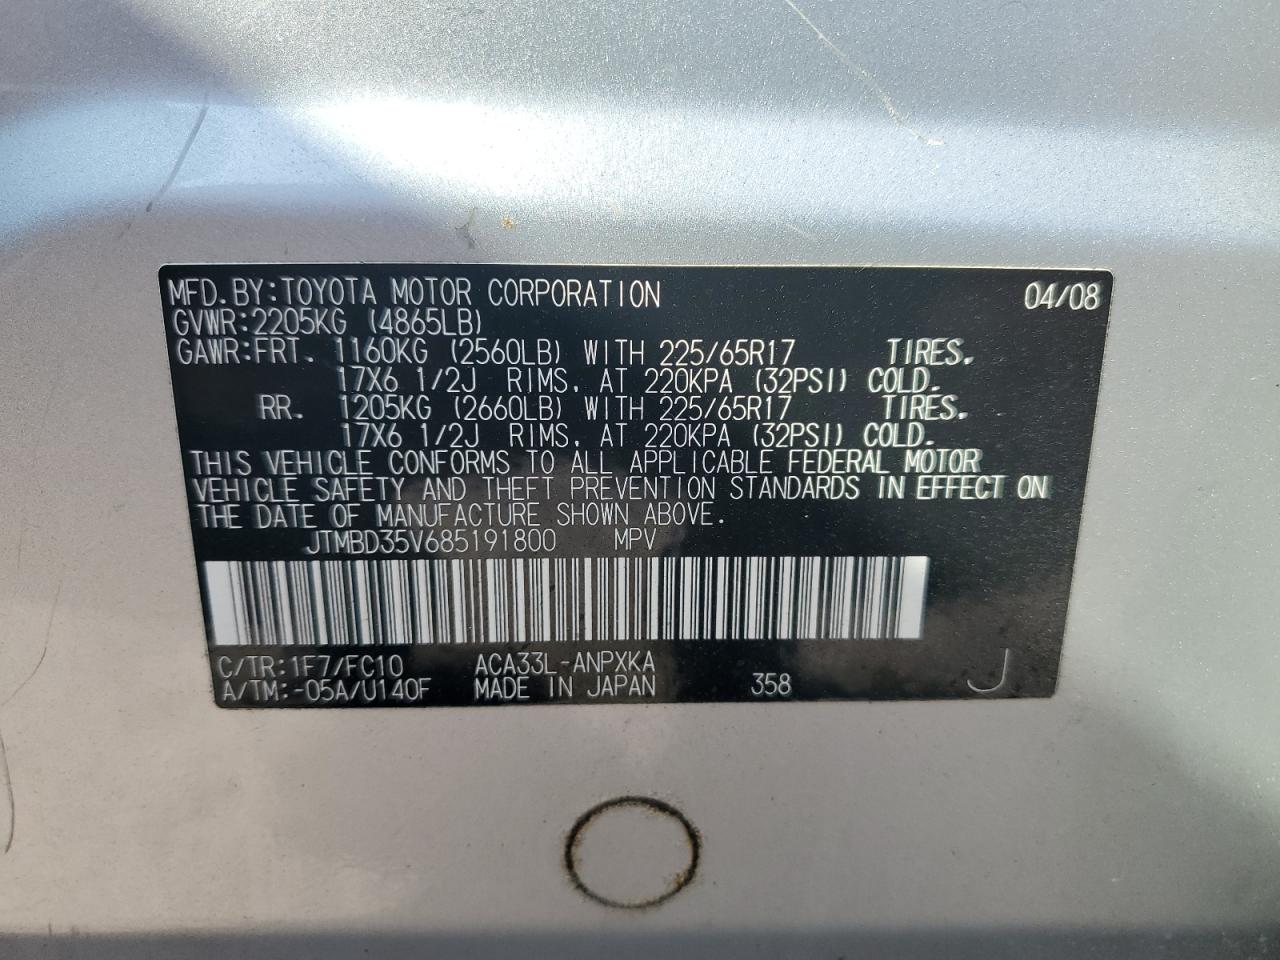 MFD. BY: TOYOTA MOTOR CORPORATION 04/08
GVWR: 2205KG (4865LB)
GAWR: FRT. 1160KG (2560LB) WITH 225/65R17 TIRES,
17X6 1/2J RIMS, AT 220KPA (32PSI) COLD.
RR. 1205KG (2660LB) WITH 225/65R17 TIRES,
17X6 1/2J RIMS, AT 220KPA (32PSI) COLD.
THIS VEHICLE CONFORMS TO ALL APPLICABLE FEDERAL MOTOR
VEHICLE SAFETY AND THEFT PREVENTION STANDARDS IN EFFECT ON
THE DATE OF MANUFACTURE SHOWN ABOVE.
JTMBD35V685191800 MPV
C/TR: 1F7/FC10 ACA33L-ANPXKA
A/TM: -05A/U140F MADE IN JAPAN 358 J